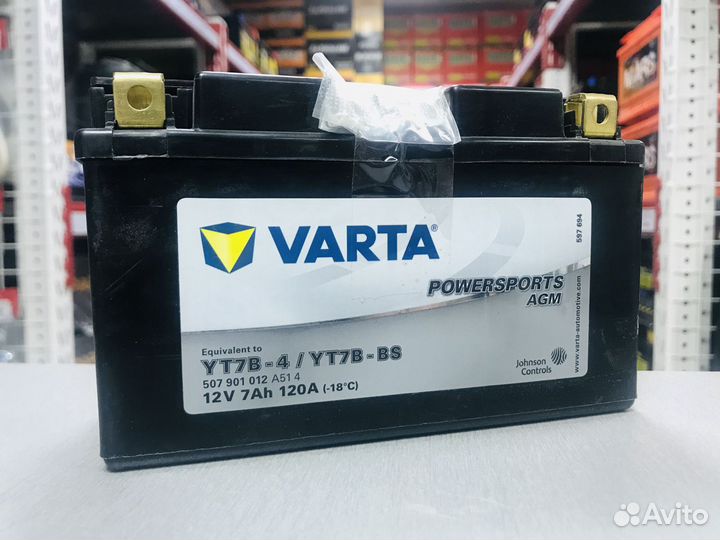 VARTA®
POWERSPORTS
AGM
Equivalent to
YT7B-4 / YT7B-BS
507 901 012 A51 4
12V 7Ah 120A (-18°C)
Johnson
Controls
www.varta-automotive.com
597 694
Avito